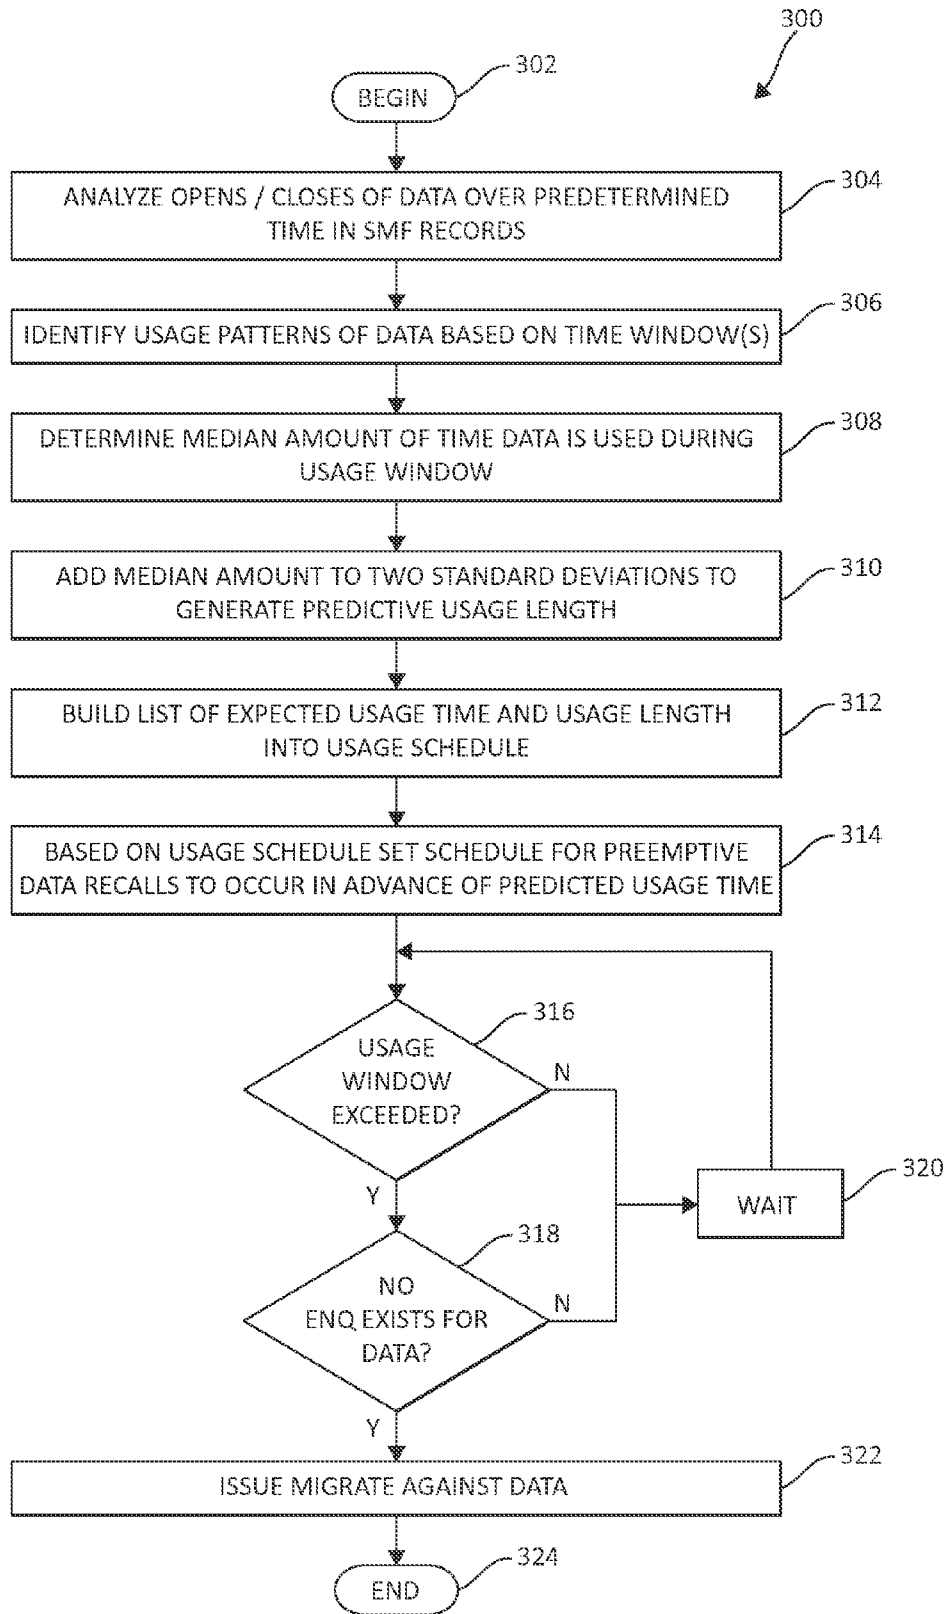 300
302
BEGIN
304
ANALYZE OPENS / CLOSES OF DATA OVER PREDETERMINED
TIME IN SMF RECORDS
306
IDENTIFY USAGE PATTERNS OF DATA BASED ON TIME WINDOW(S)
308
DETERMINE MEDIAN AMOUNT OF TIME DATA IS USED DURING
USAGE WINDOW
310
ADD MEDIAN AMOUNT TO TWO STANDARD DEVIATIONS TO
GENERATE PREDICTIVE USAGE LENGTH
312
BUILD LIST OF EXPECTED USAGE TIME AND USAGE LENGTH
INTO USAGE SCHEDULE
314
BASED ON USAGE SCHEDULE SET SCHEDULE FOR PREEMPTIVE
DATA RECALLS TO OCCUR IN ADVANCE OF PREDICTED USAGE TIME
316
USAGE
WINDOW
EXCEEDED?
N
Y
320
WAIT
318
NO
ENQ EXISTS FOR
DATA?
N
Y
322
ISSUE MIGRATE AGAINST DATA
324
END